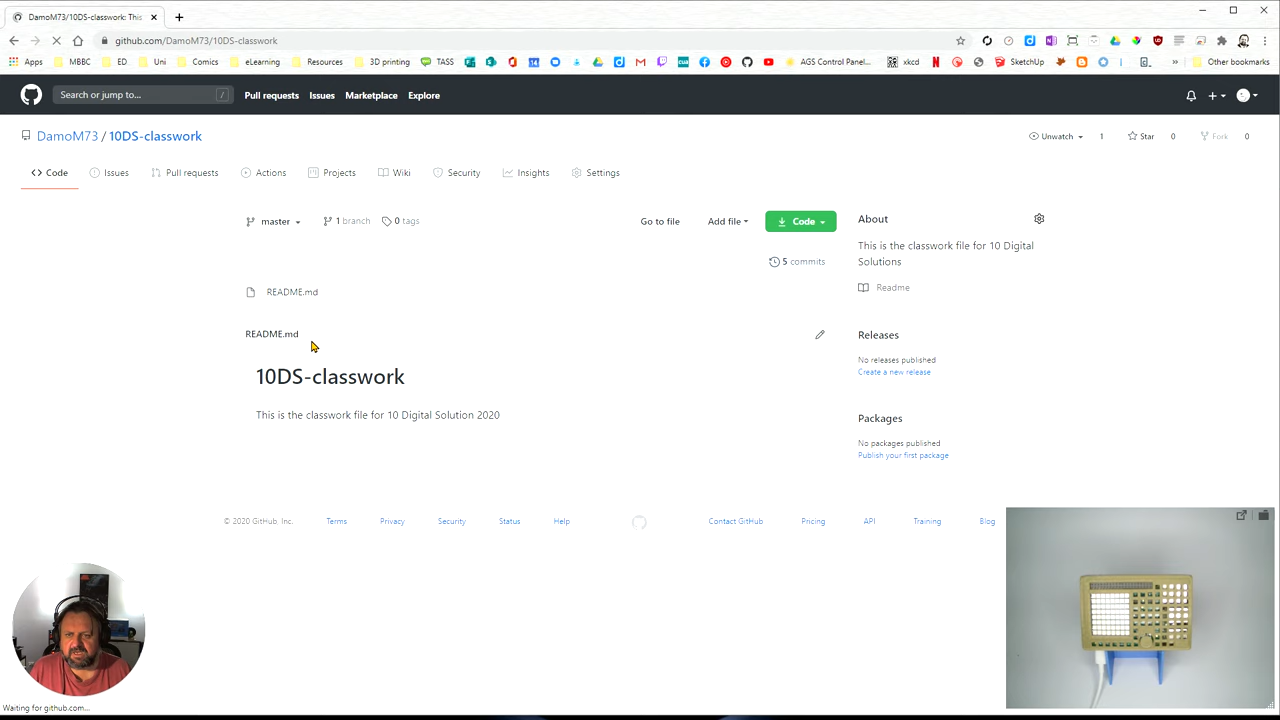 DamoM73/10DS-classwork: This
github.com/DamoM73/10DS-classwork
Apps MBBC ED Uni Comics eLearning Resources 3D printing TASS AGS Control Panel... xkcd SketchUp » Other bookmarks
Search or jump to... / Pull requests Issues Marketplace Explore
DamoM73 / 10DS-classwork Unwatch 1 Star 0 Fork 0
Code Issues Pull requests Actions Projects Wiki Security Insights Settings
master 1 branch 0 tags Go to file Add file Code
About
This is the classwork file for 10 Digital
Solutions
5 commits
Readme
README.md
README.md
Releases
No releases published
Create a new release
10DS-classwork
This is the classwork file for 10 Digital Solution 2020
Packages
No packages published
Publish your first package
© 2020 GitHub, Inc. Terms Privacy Security Status Help Contact GitHub Pricing API Training Blog
Waiting for github.com...